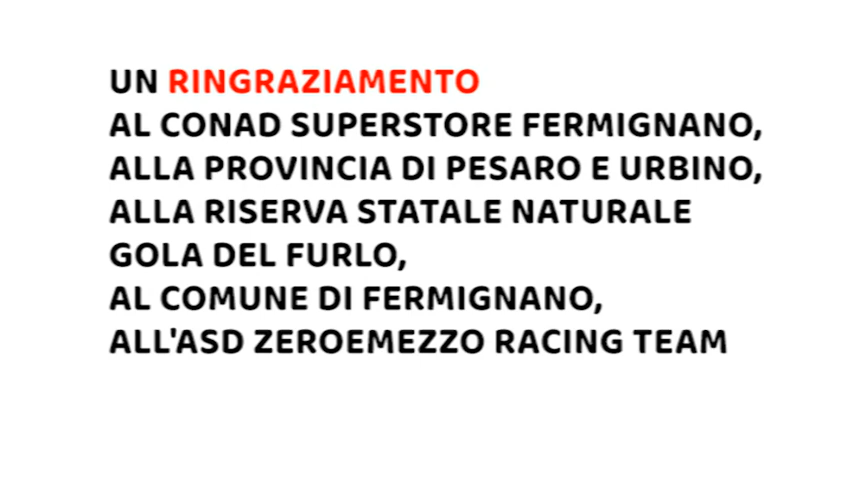 UN RINGRAZIAMENTO
AL CONAD SUPERSTORE FERMIGNANO,
ALLA PROVINCIA DI PESARO E URBINO,
ALLA RISERVA STATALE NATURALE
GOLA DEL FURLO,
AL COMUNE DI FERMIGNANO,
ALL'ASD ZEROEMEZZO RACING TEAM